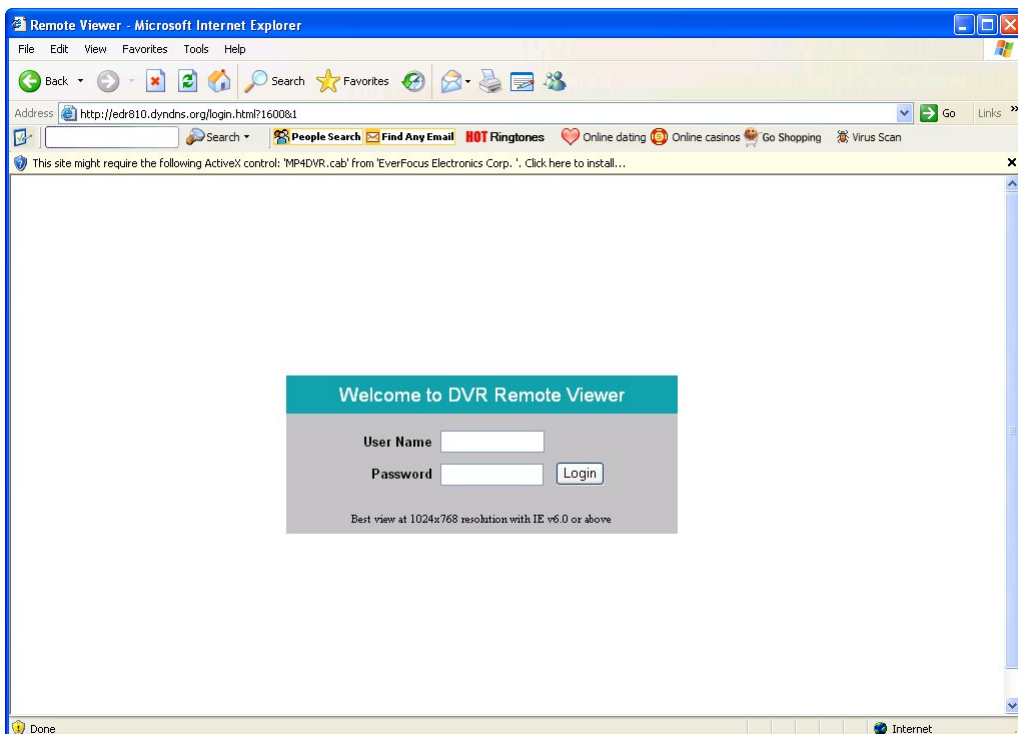 Remote Viewer - Microsoft Internet Explorer
File Edit View Favorites Tools Help
Back Search Favorites
Address http://edr810.dyndns.org/login.html?1600&1 Go Links »
Search People Search Find Any Email HOT Ringtones Online dating Online casinos Go Shopping Virus Scan
This site might require the following ActiveX control: 'MP4DVR.cab' from 'EverFocus Electronics Corp. '. Click here to install...
Welcome to DVR Remote Viewer
User Name
Password Login
Best view at 1024x768 resolution with IE v6.0 or above
Done Internet